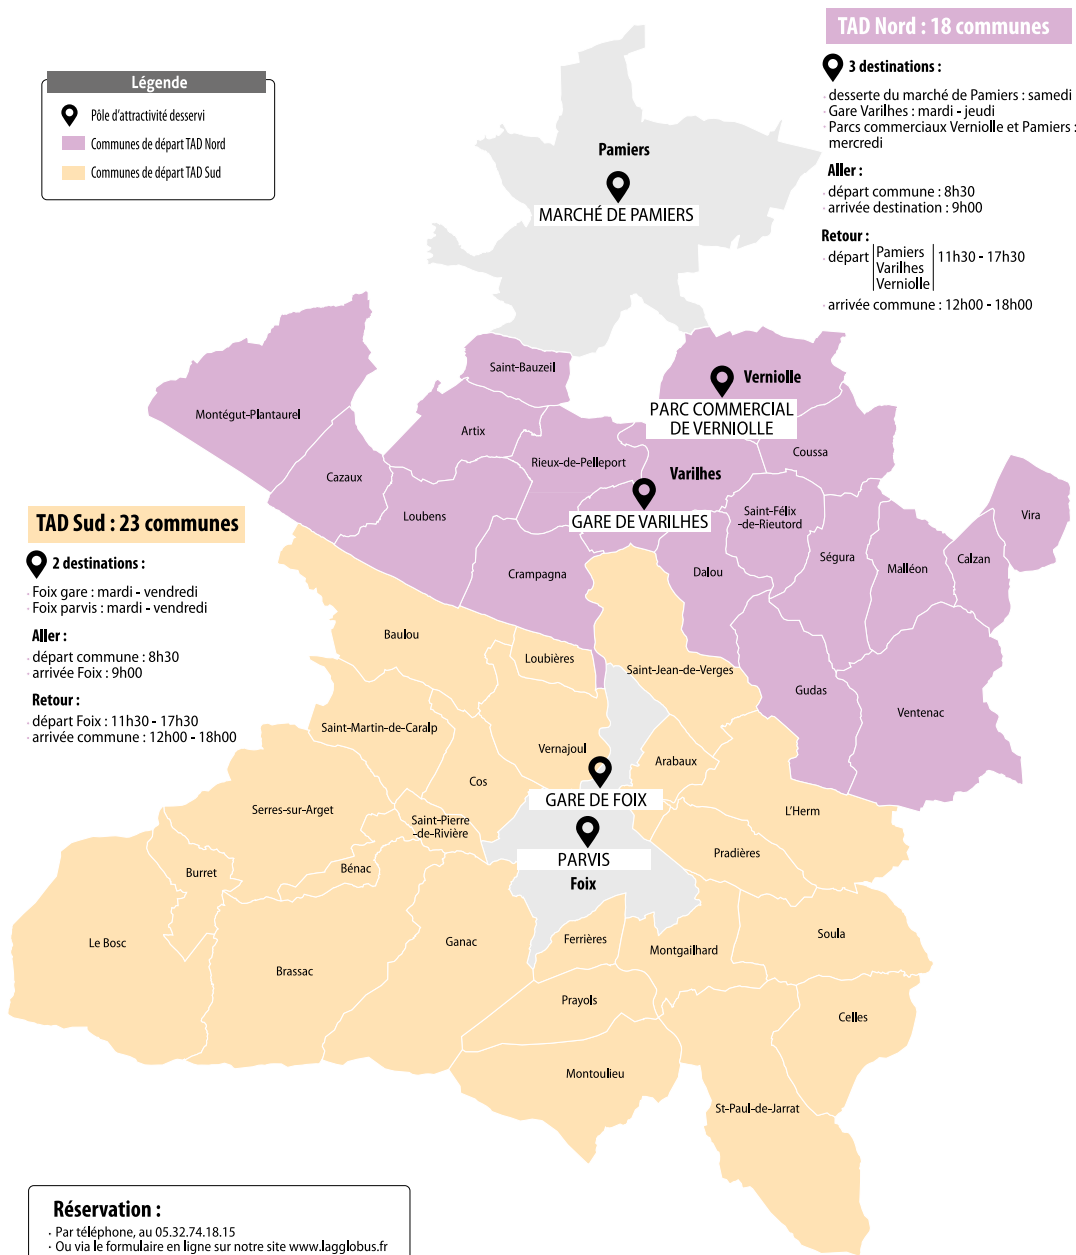 TAD Nord : 18 communes
3 destinations :
· desserte du marché de Pamiers : samedi
· Gare Varilhes : mardi - jeudi
· Parcs commerciaux Verniolle et Pamiers :
mercredi
Aller :
· départ commune : 8h30
· arrivée destination : 9h00
Retour :
· départ Pamiers 11h30 - 17h30
Varilhes
Verniolle
· arrivée commune : 12h00 - 18h00
Légende
Pôle d'attractivité desservi
Communes de départ TAD Nord
Communes de départ TAD Sud
Pamiers
MARCHÉ DE PAMIERS
Saint-Bauzeil
Verniolle
PARC COMMERCIAL
DE VERNIOLLE
Montégut-Plantaurel
Artix
Coussa
Rieux-de-Pelleport
Varilhes
Cazaux
GARE DE VARILHES
Loubens
Saint-Félix
-de-Rieutord
Vira
Ségura
Malléon
Calzan
Crampagna
Dalou
Gudas
Ventenac
TAD Sud : 23 communes
2 destinations :
· Foix gare : mardi - vendredi
· Foix parvis : mardi - vendredi
Aller :
· départ commune : 8h30
· arrivée Foix : 9h00
Retour :
· départ Foix : 11h30 - 17h30
· arrivée commune : 12h00 - 18h00
Baulou
Loubières
Saint-Jean-de-Verges
Saint-Martin-de-Caralp
Vernajoul
Arabaux
Cos
GARE DE FOIX
L'Herm
Serres-sur-Arget
Saint-Pierre
-de-Rivière
PARVIS
Pradières
Foix
Burret
Bénac
Le Bosc
Brassac
Ganac
Ferrières
Montgailhard
Soula
Prayols
Celles
Montoulieu
St-Paul-de-Jarrat
Réservation :
· Par téléphone, au 05.32.74.18.15
· Ou via le formulaire en ligne sur notre site www.lagglobus.fr